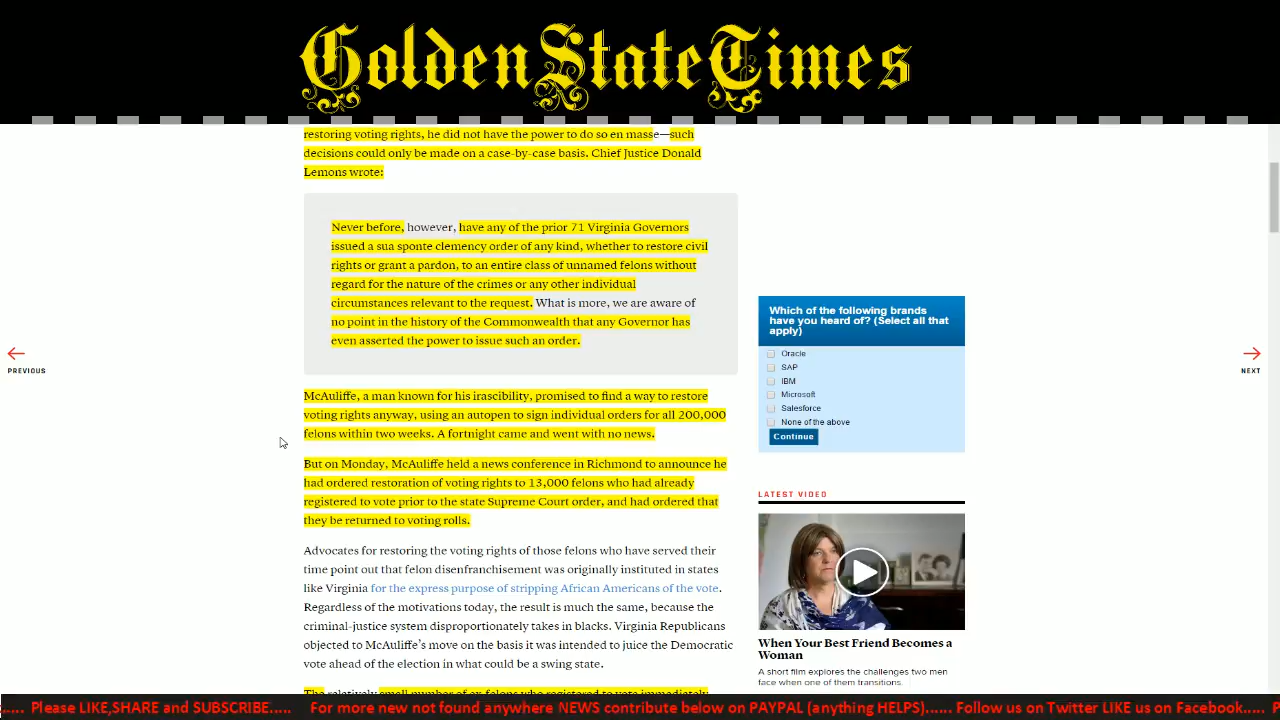 GoldenStateTimes
restoring voting rights, he did not have the power to do so en masse—such
decisions could only be made on a case-by-case basis. Chief Justice Donald
Lemons wrote:
Never before, however, have any of the prior 71 Virginia Governors
issued a sua sponte clemency order of any kind, whether to restore civil
rights or grant a pardon, to an entire class of unnamed felons without
regard for the nature of the crimes or any other individual
circumstances relevant to the request. What is more, we are aware of
no point in the history of the Commonwealth that any Governor has
even asserted the power to issue such an order.
McAuliffe, a man known for his irascibility, promised to find a way to restore
voting rights anyway, using an autopen to sign individual orders for all 200,000
felons within two weeks. A fortnight came and went with no news.
But on Monday, McAuliffe held a news conference in Richmond to announce he
had ordered restoration of voting rights to 13,000 felons who had already
registered to vote prior to the state Supreme Court order, and had ordered that
they be returned to voting rolls.
Advocates for restoring the voting rights of those felons who have served their
time point out that felon disenfranchisement was originally instituted in states
like Virginia for the express purpose of stripping African Americans of the vote.
Regardless of the motivations today, the result is much the same, because the
criminal-justice system disproportionately takes in blacks. Virginia Republicans
objected to McAuliffe's move on the basis it was intended to juice the Democratic
vote ahead of the election in what could be a swing state.
The relatively small number of ex-felons who registered to vote immediately
PREVIOUS
NEXT
Which of the following brands
have you heard of? (Select all that
apply)
Oracle
SAP
IBM
Microsoft
Salesforce
None of the above
Continue
LATEST VIDEO
When Your Best Friend Becomes a
Woman
A short film explores the challenges two men
face when one of them transitions.
..... Please LIKE,SHARE and SUBSCRIBE..... For more new not found anywhere NEWS contribute below on PAYPAL (anything HELPS)...... Follow us on Twitter LIKE us on Facebook..... P